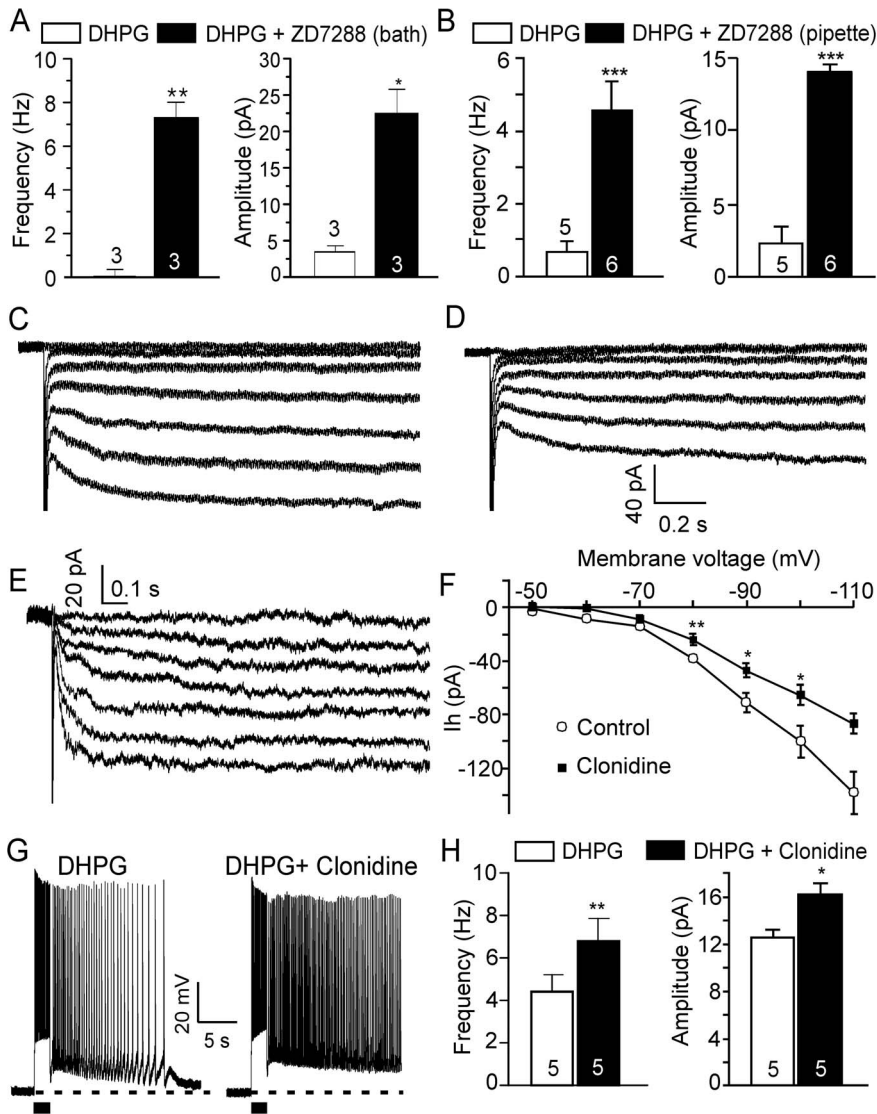 A
DHPG
DHPG + ZD7288 (bath)
Frequency (Hz)
10
8
6
4
2
0
3
**
3
Amplitude (pA)
30
25
20
15
10
5
0
3
*
3
B
DHPG
DHPG + ZD7288 (pipette)
Frequency (Hz)
6
4
2
0
5
***
6
Amplitude (pA)
15
10
5
0
5
***
6
C
D
40 pA
0.2 s
E
20 pA
0.1 s
F
Membrane voltage (mV)
-50
-70
-90
-110
Ih (pA)
0
-40
-80
-120
**
*
*
Control
Clonidine
G
DHPG
DHPG+ Clonidine
20 mV
5 s
H
DHPG
DHPG + Clonidine
Frequency (Hz)
10
8
6
4
2
0
5
**
5
Amplitude (pA)
16
12
8
4
0
5
*
5